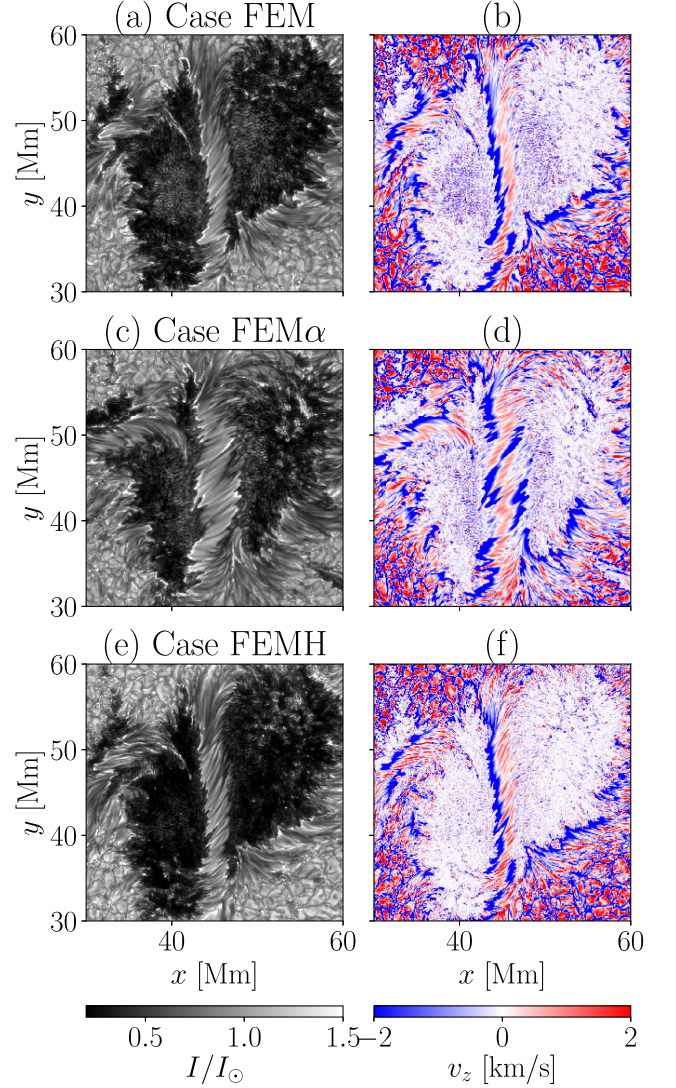 (a) Case FEM (b)
60
50
40
30
y [Mm]
(c) Case FEMα (d)
60
50
40
30
y [Mm]
(e) Case FEMH (f)
60
50
40
30
y [Mm]
40 60 40 60
x [Mm] x [Mm]
0.5 1.0 1.5 −2 0 2
I/I⊙ v_z [km/s]